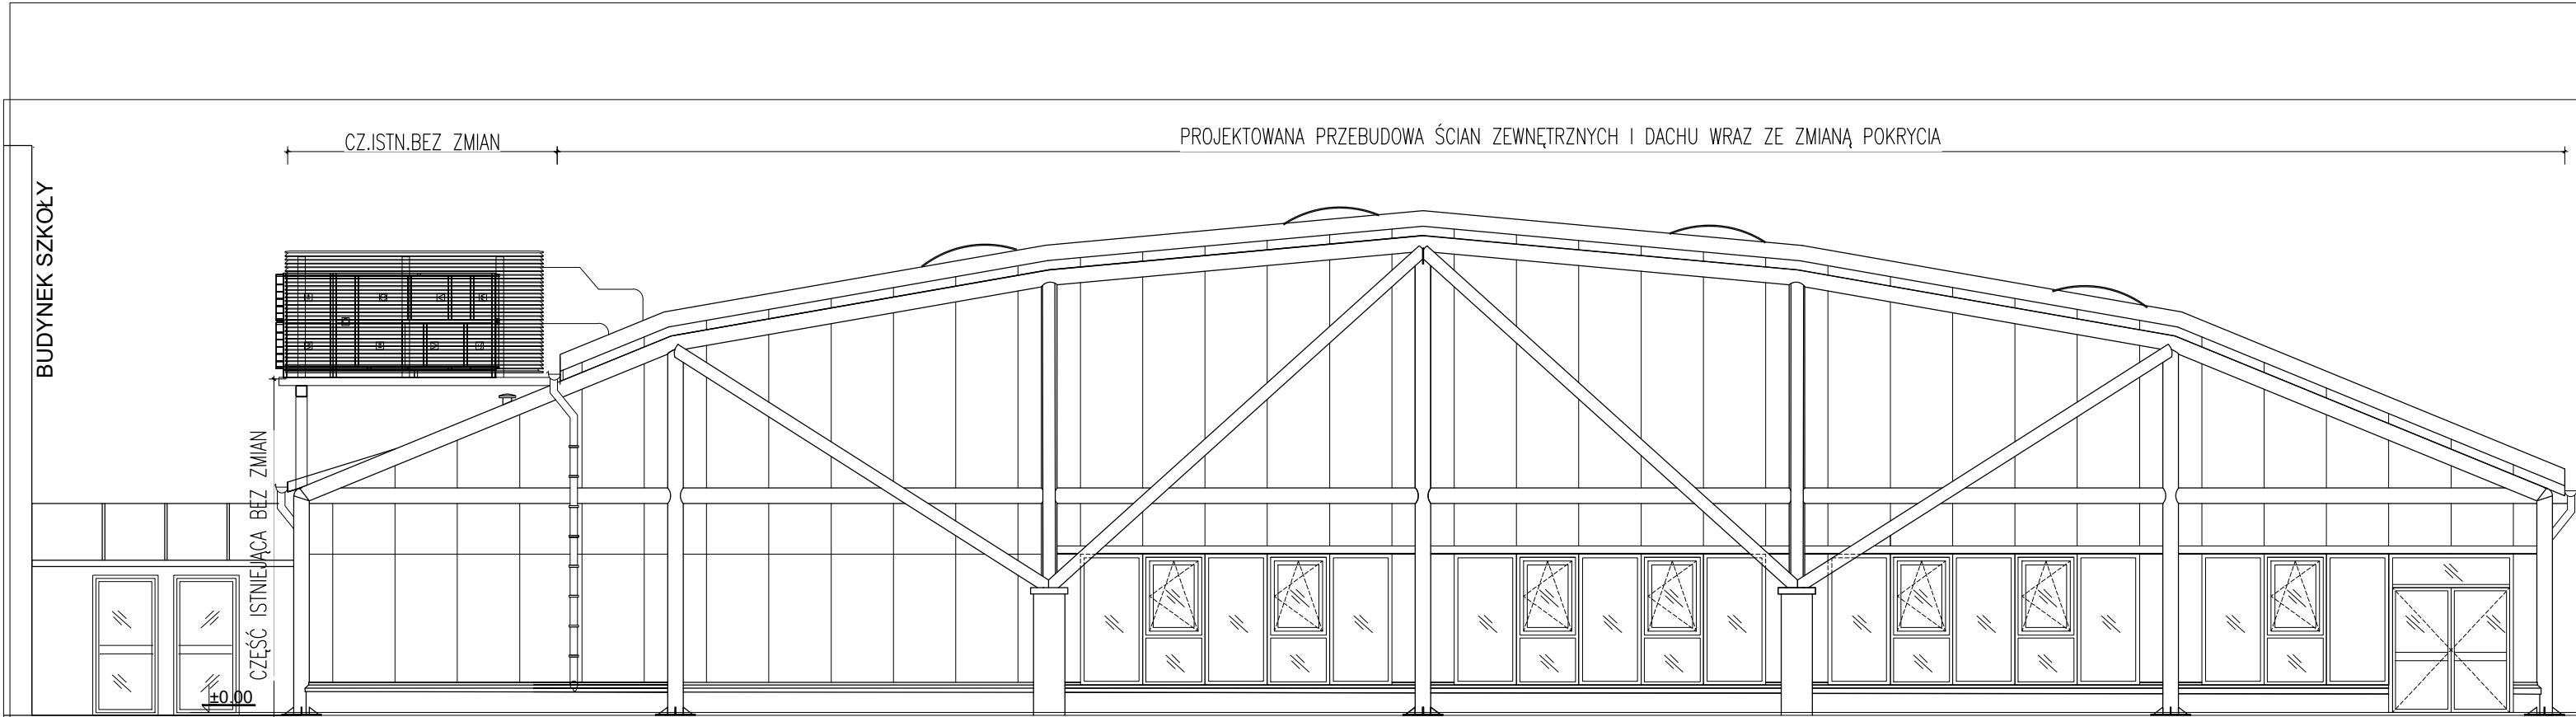 CZ.ISTN.BEZ ZMIAN
PROJEKTOWANA PRZEBUDOWA ŚCIAN ZEWNĘTRZNYCH I DACHU WRAZ ZE ZMIANĄ POKRYCIA
BUDYNEK SZKOŁY
CZĘŚĆ ISTNIEJĄCA BEZ ZMIAN
±0.00